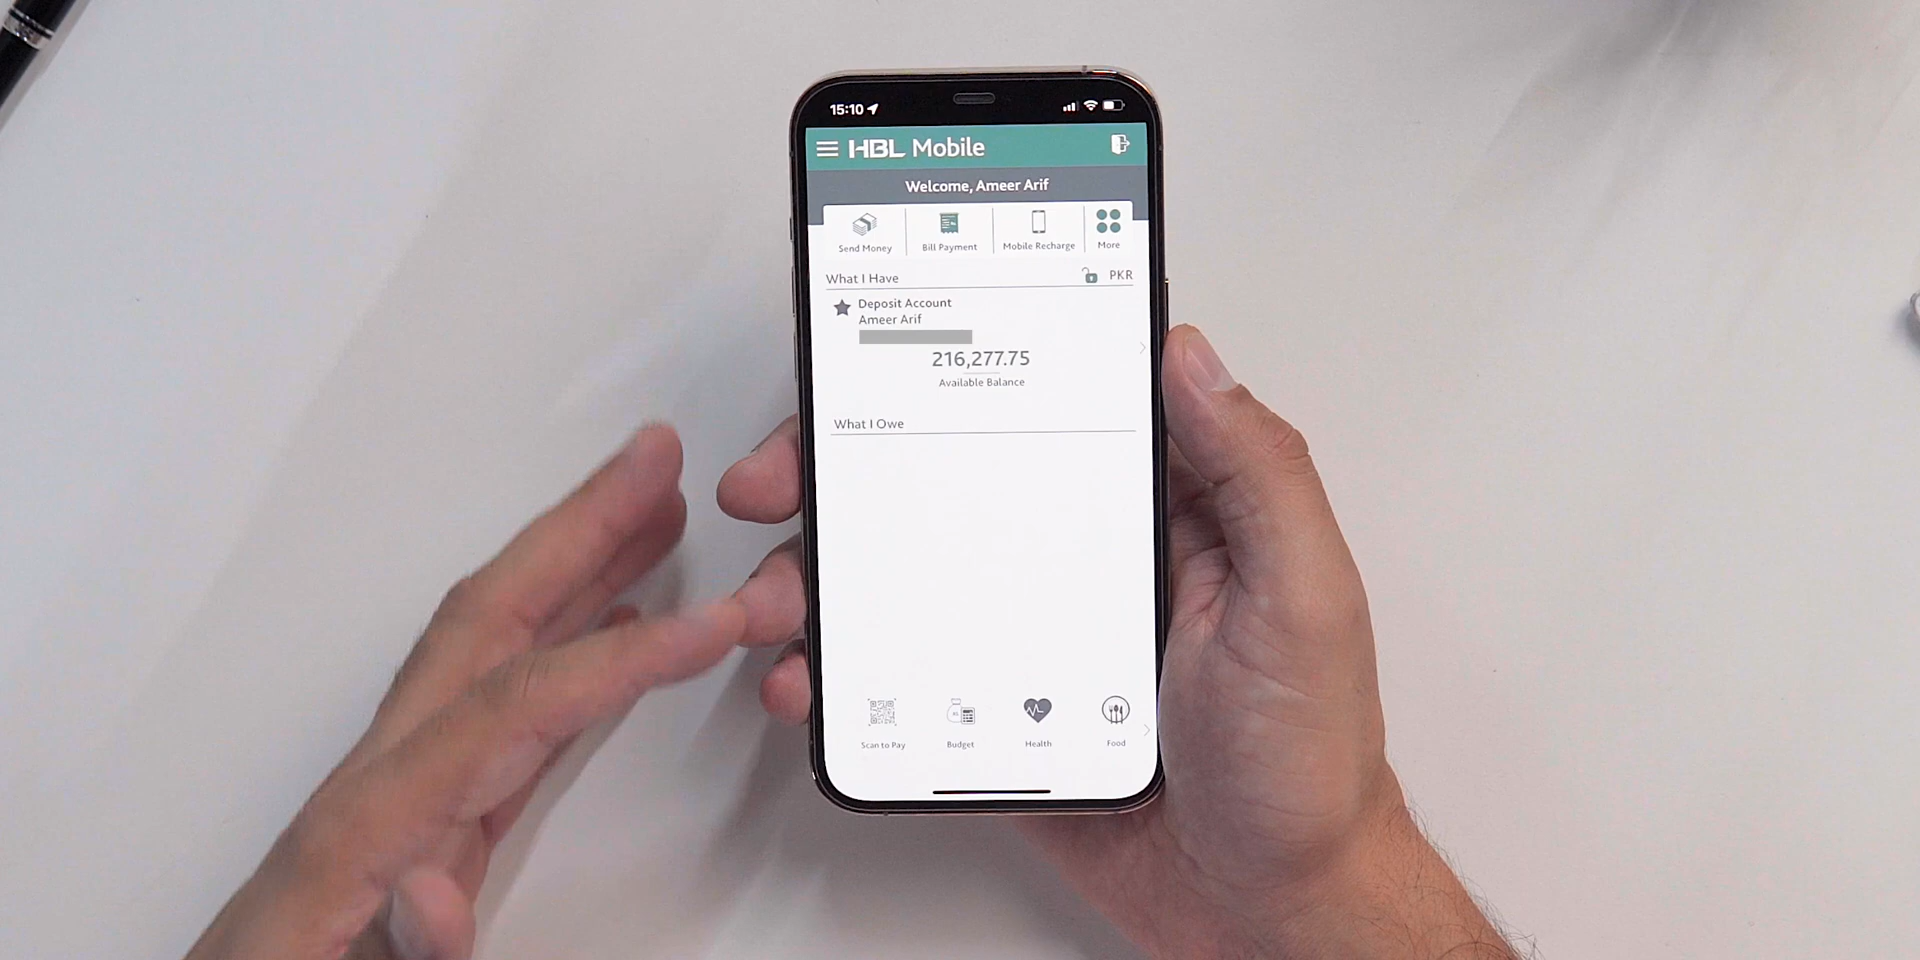 15:10
HBL Mobile
Welcome, Ameer Arif
Send Money
Bill Payment
Mobile Recharge
More
What I Have
PKR
Deposit Account
Ameer Arif
216,277.75
Available Balance
What I Owe
Scan to Pay
Budget
Health
Food